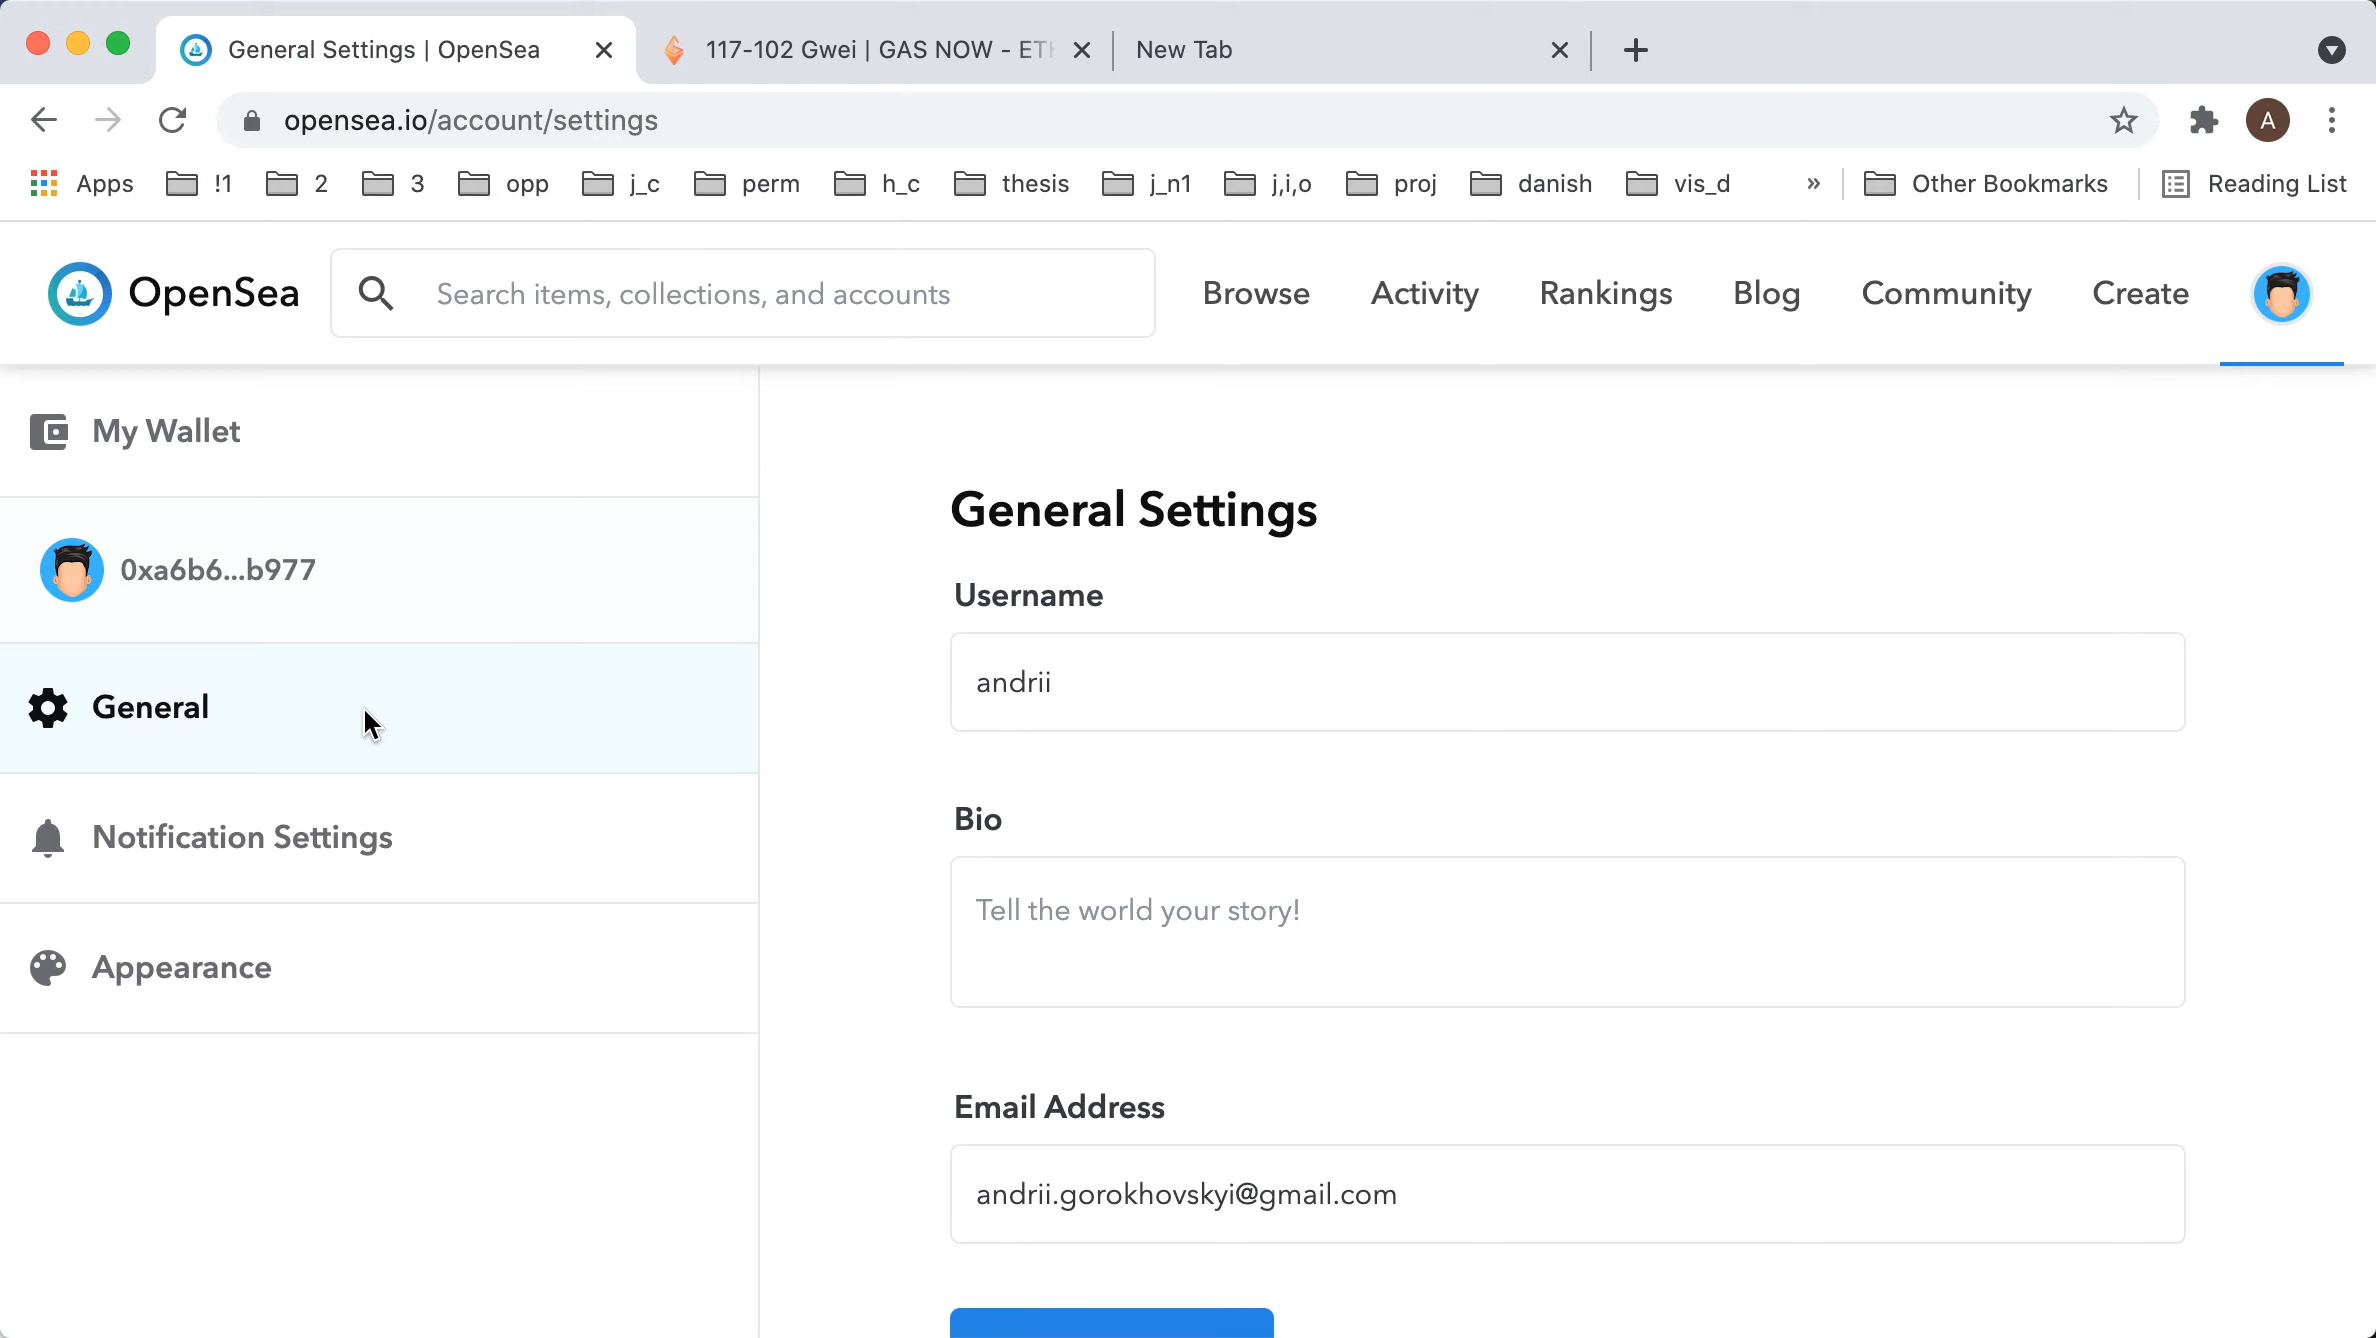 General Settings | OpenSea
117-102 Gwei | GAS NOW - ETH
New Tab
opensea.io/account/settings
A
Apps !1 2 3 opp j_c perm h_c thesis j_n1 j,i,o proj danish vis_d » Other Bookmarks Reading List
OpenSea
Search items, collections, and accounts
Browse Activity Rankings Blog Community Create
My Wallet
0xa6b6...b977
General
Notification Settings
Appearance
General Settings
Username
andrii
Bio
Tell the world your story!
Email Address
andrii.gorokhovskyi@gmail.com